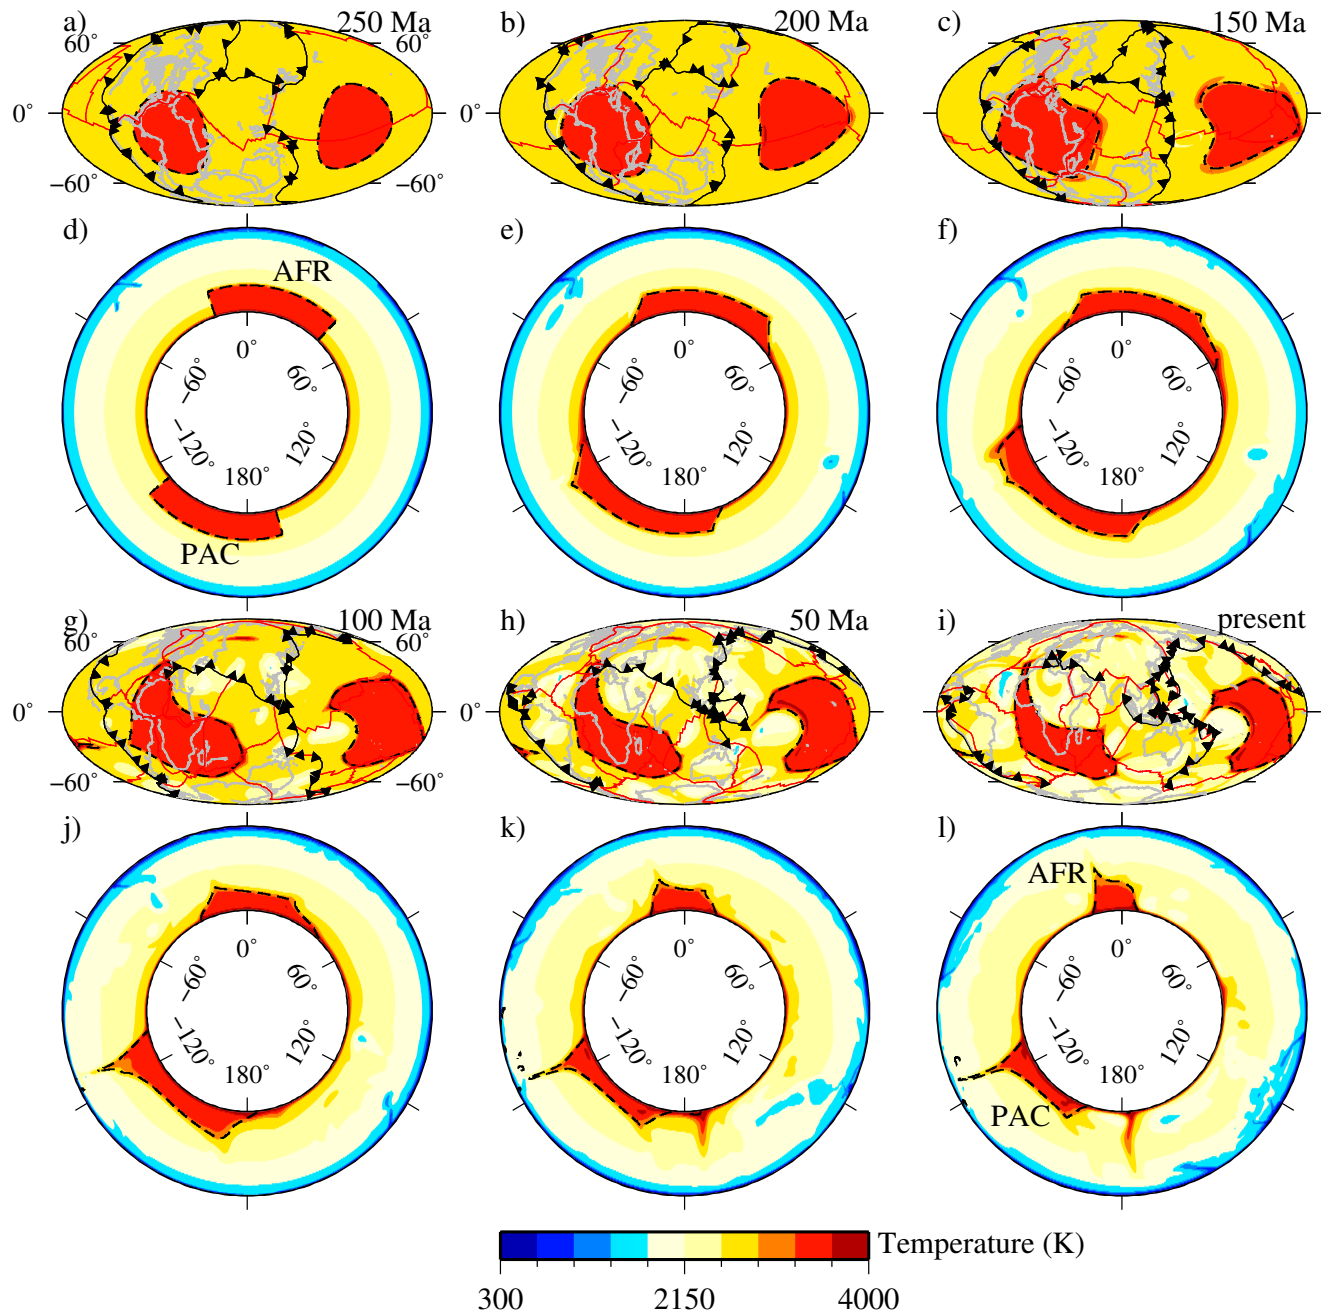 a) 250 Ma b) 200 Ma c) 150 Ma
60° 60°
0° 0° 0°
−60° −60°
d) e) f)
AFR
0° 0° 0°
−60° 60° −60° 60° −60° 60°
−120° 120° −120° 120° −120° 120°
180° 180° 180°
PAC
g) 100 Ma h) 50 Ma i) present
60° 60°
0° 0° 0°
−60° −60°
j) k) l)
AFR
0° 0° 0°
−60° 60° −60° 60° −60° 60°
−120° 120° −120° 120° −120° 120°
180° 180° 180°
PAC
Temperature (K)
300 2150 4000